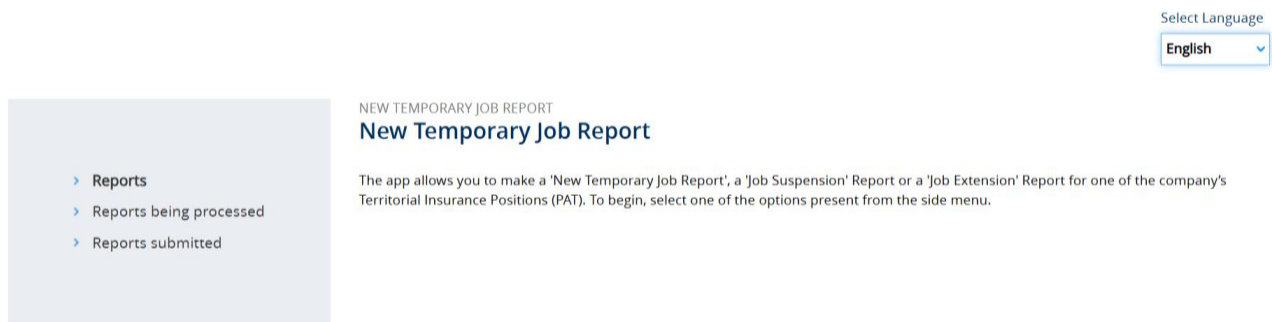 Select Language
English
NEW TEMPORARY JOB REPORT
New Temporary Job Report
Reports
Reports being processed
Reports submitted
The app allows you to make a 'New Temporary Job Report', a 'Job Suspension' Report or a 'Job Extension' Report for one of the company's
Territorial Insurance Positions (PAT). To begin, select one of the options present from the side menu.